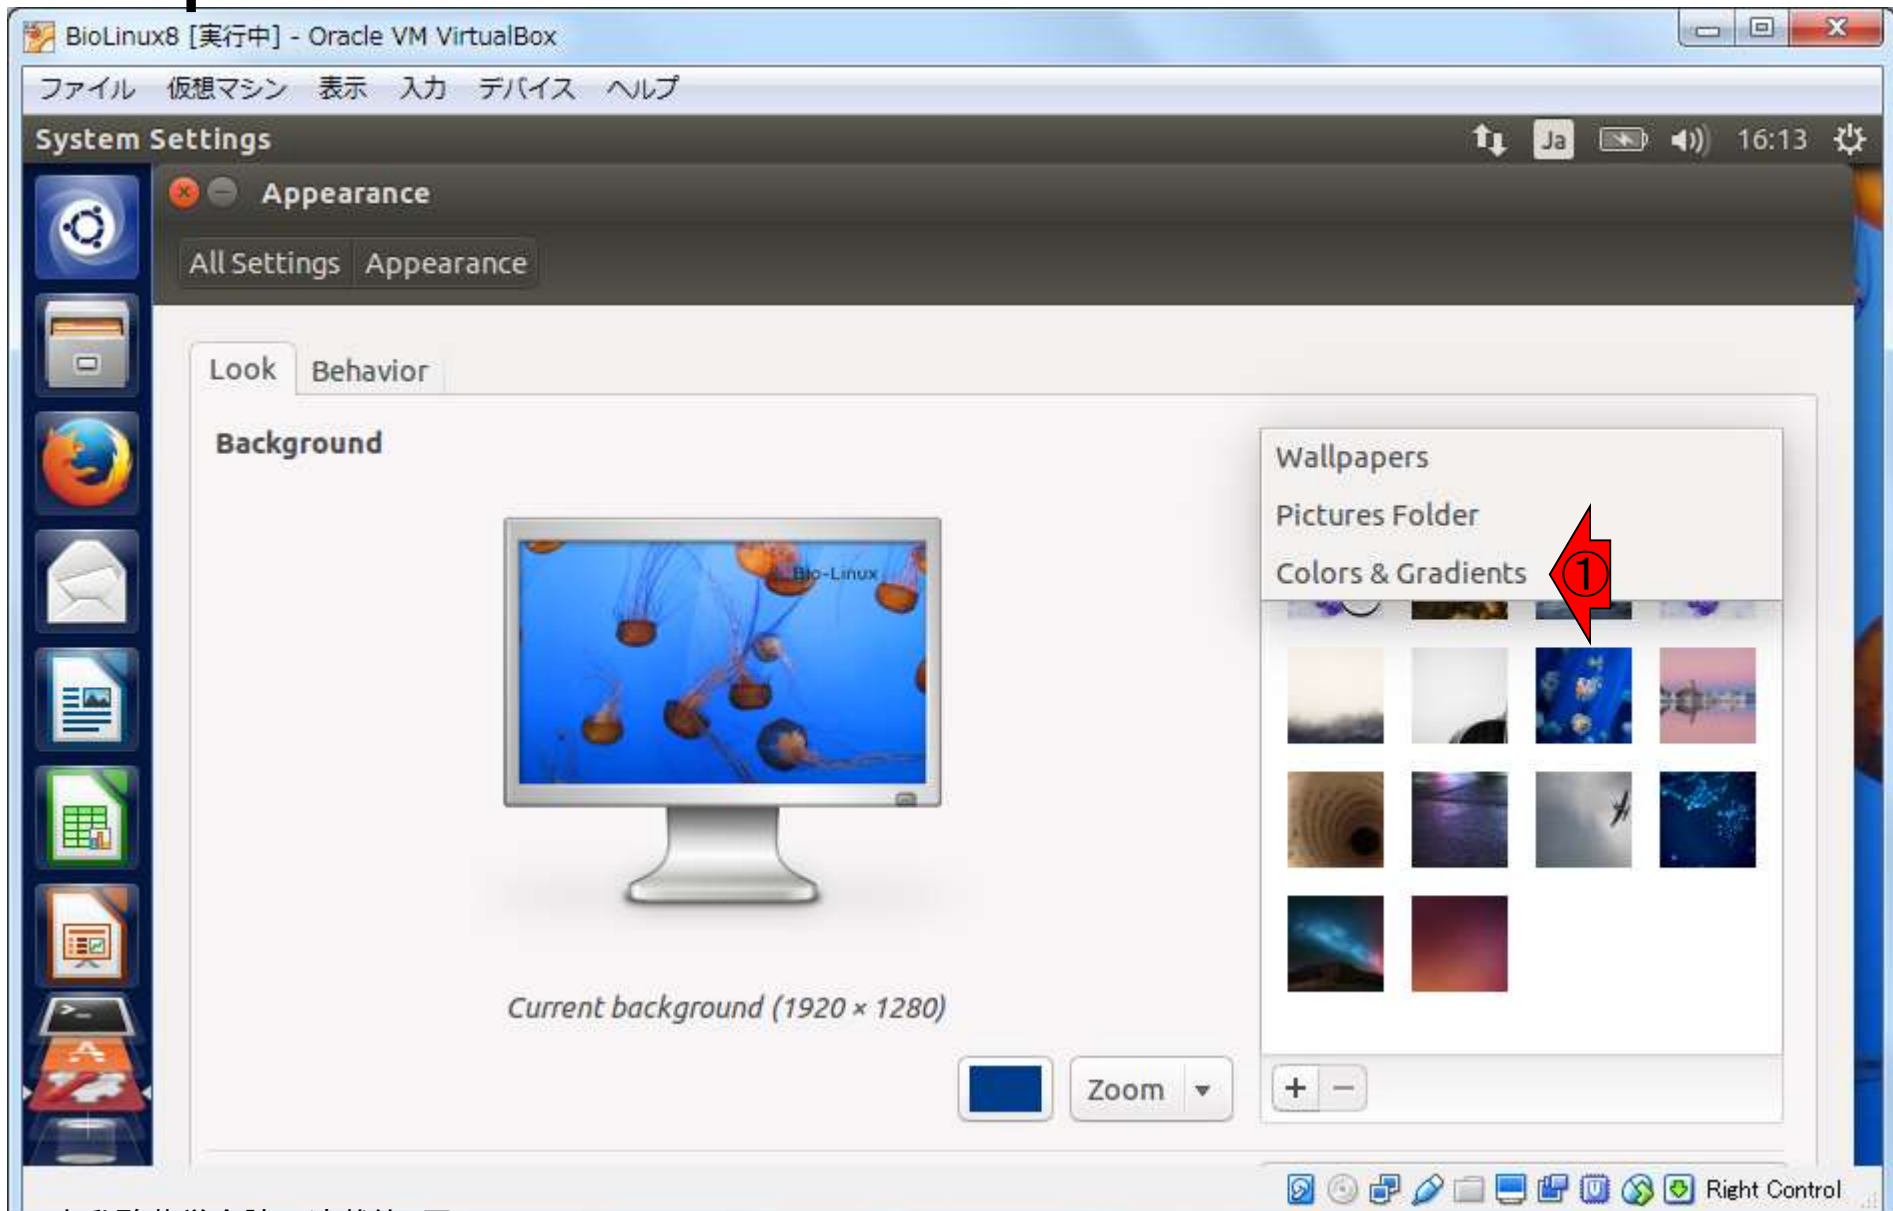 BioLinux8 [実行中] - Oracle VM VirtualBox
ファイル 仮想マシン 表示 入力 デバイス ヘルプ
System Settings
Ja
16:13
Appearance
All Settings Appearance
Look Behavior
Background
Wallpapers
Pictures Folder
Colors & Gradients
①
Bio-Linux
Current background (1920 × 1280)
Zoom
+ −
Right Control